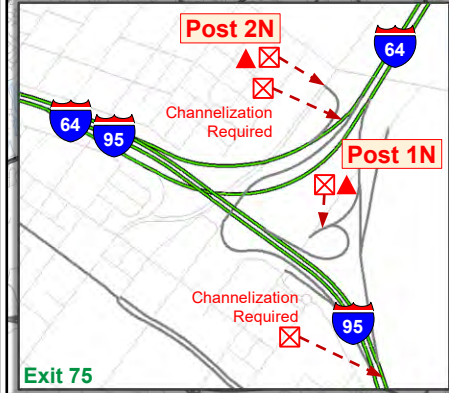 Post 2N
64
Channelization
Required
64
95
Post 1N
Channelization
Required
95
Exit 75